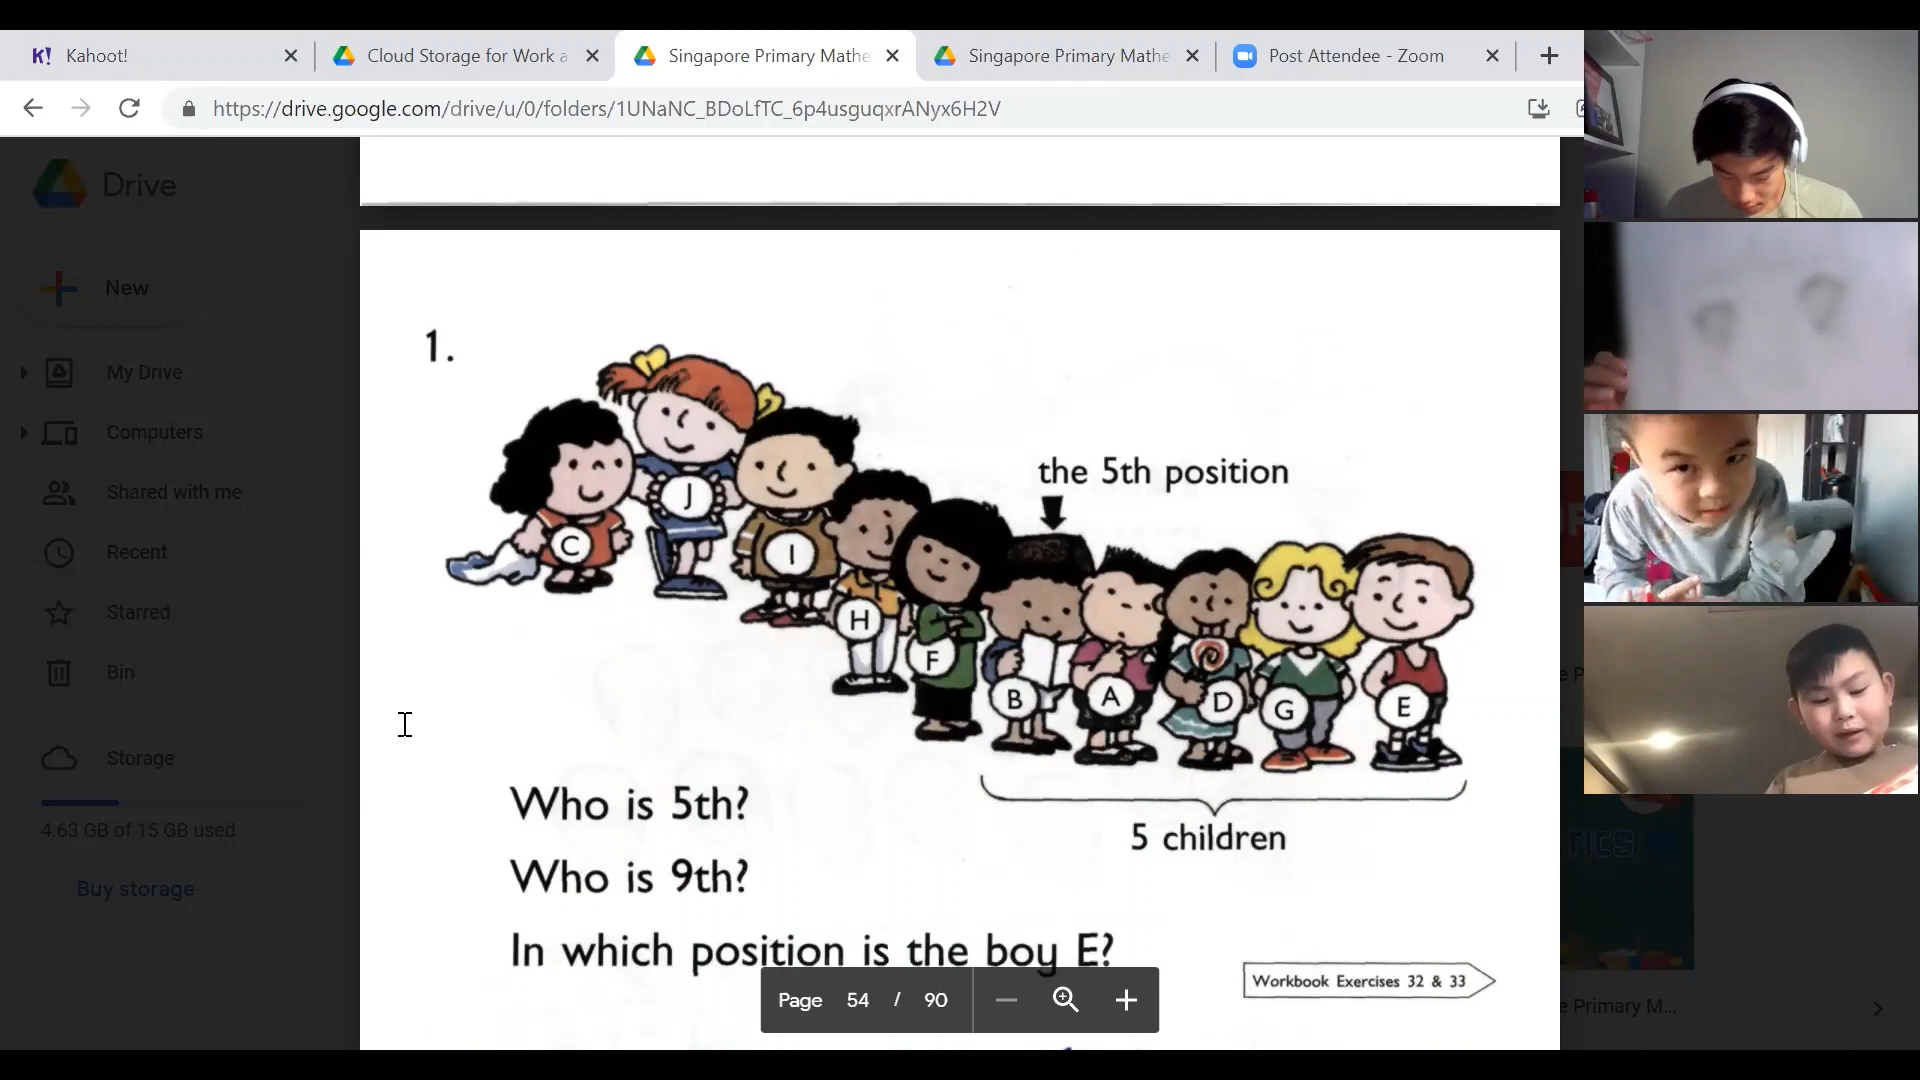 K! Kahoot!
Cloud Storage for Work a
Singapore Primary Mathe
Singapore Primary Mathe
Post Attendee - Zoom
https://drive.google.com/drive/u/0/folders/1UNaNC_BDoLfTC_6p4usguqxrANyx6H2V
Drive
New
My Drive
Computers
Shared with me
Recent
Starred
Bin
Storage
4.63 GB of 15 GB used
Buy storage
1.
the 5th position
C
J
I
H
F
B
A
D
G
E
5 children
Who is 5th?
Who is 9th?
In which position is the boy E?
Workbook Exercises 32 & 33
Page 54 / 90
e Primary M...